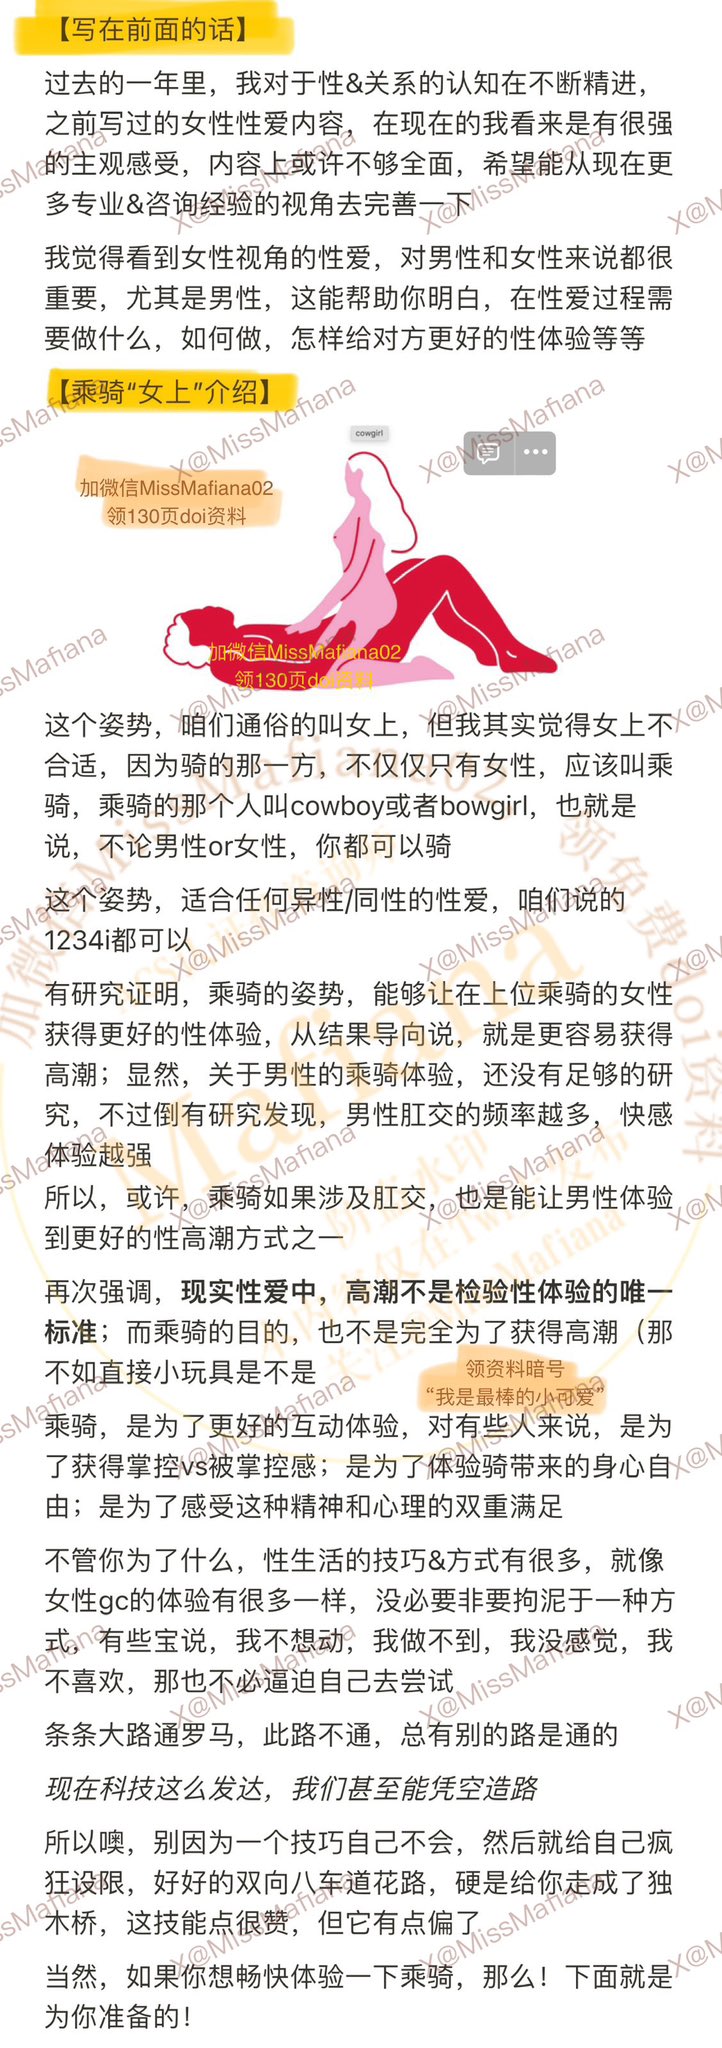 【写在前面的话】
过去的一年里，我对于性&关系的认知在不断精进，
之前写过的女性性爱内容，在现在的我看来是有很强
的主观感受，内容上或许不够全面，希望能从现在更
多专业&咨询经验的视角去完善一下
我觉得看到女性视角的性爱，对男性和女性来说都很
重要，尤其是男性，这能帮助你明白，在性爱过程需
要做什么，如何做，怎样给对方更好的性体验等等
【乘骑“女上”介绍】
cowgirl
加微信MissMafiana02
领130页doi资料
加微信MissMafiana02
领130页doi资料
这个姿势，咱们通俗的叫女上，但我其实觉得女上不
合适，因为骑的那一方，不仅仅只有女性，应该叫乘
骑，乘骑的那个人叫cowboy或者bowgirl，也就是
说，不论男性or女性，你都可以骑
这个姿势，适合任何异性/同性的性爱，咱们说的
1234i都可以
有研究证明，乘骑的姿势，能够让在上位乘骑的女性
获得更好的性体验，从结果导向说，就是更容易获得
高潮；显然，关于男性的乘骑体验，还没有足够的研
究，不过倒有研究发现，男性肛交的频率越多，快感
体验越强
所以，或许，乘骑如果涉及肛交，也是能让男性体验
到更好的性高潮方式之一
再次强调，现实性爱中，高潮不是检验性体验的唯一
标准；而乘骑的目的，也不是完全为了获得高潮（那
不如直接小玩具是不是
领资料暗号
“我是最棒的小可爱”
乘骑，是为了更好的互动体验，对有些人来说，是为
了获得掌控vs被掌控感；是为了体验骑带来的身心自
由；是为了感受这种精神和心理的双重满足
不管你为了什么，性生活的技巧&方式有很多，就像
女性gc的体验有很多一样，没必要非要拘泥于一种方
式，有些宝说，我不想动，我做不到，我没感觉，我
不喜欢，那也不必逼迫自己去尝试
条条大路通罗马，此路不通，总有别的路是通的
现在科技这么发达，我们甚至能凭空造路
所以噢，别因为一个技巧自己不会，然后就给自己疯
狂设限，好好的双向八车道花路，硬是给你走成了独
木桥，这技能点很赞，但它有点偏了
当然，如果你想畅快体验一下乘骑，那么！下面就是
为你准备的！
X@MissMafiana
加微信MissMafiana02，领免费doi资料
Mafiana